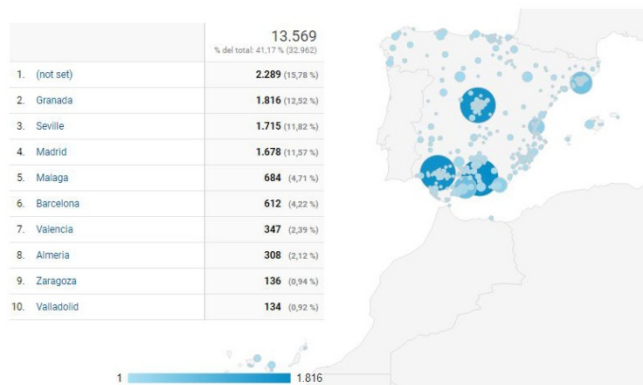 13.569
% del total: 41,17 % (32.962)
1. (not set) 2.289 (15,78 %)
2. Granada 1.816 (12,52 %)
3. Seville 1.715 (11,82 %)
4. Madrid 1.678 (11,57 %)
5. Malaga 684 (4,71 %)
6. Barcelona 612 (4,22 %)
7. Valencia 347 (2,39 %)
8. Almeria 308 (2,12 %)
9. Zaragoza 136 (0,94 %)
10. Valladolid 134 (0,92 %)
1 1.816